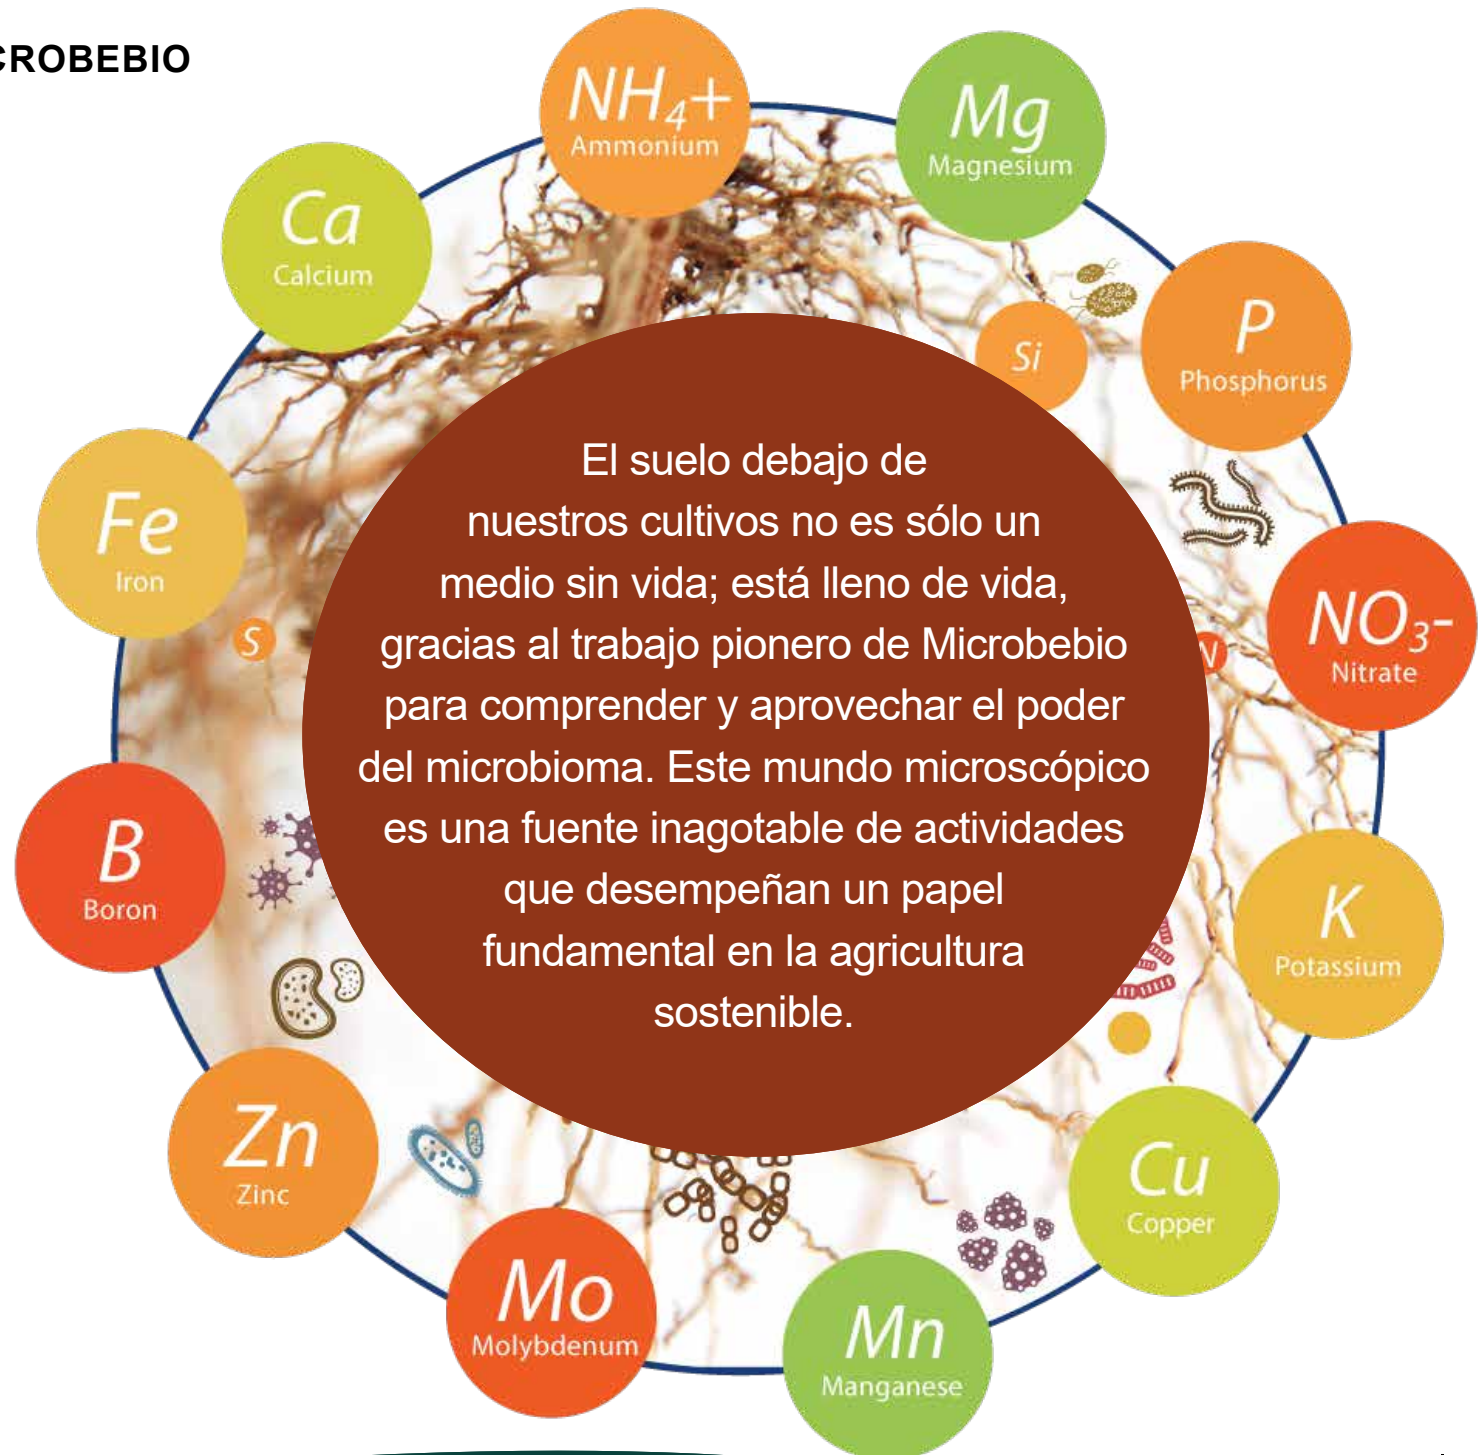 CROBEBIO
NH₄+
Ammonium
Mg
Magnesium
Ca
Calcium
P
Phosphorus
Si
Fe
Iron
S
El suelo debajo de
nuestros cultivos no es sólo un
medio sin vida; está lleno de vida,
gracias al trabajo pionero de Microbebio
para comprender y aprovechar el poder
del microbioma. Este mundo microscópico
es una fuente inagotable de actividades
que desempeñan un papel
fundamental en la agricultura
sostenible.
N
NO₃-
Nitrate
B
Boron
K
Potassium
Zn
Zinc
Cu
Copper
Mo
Molybdenum
Mn
Manganese